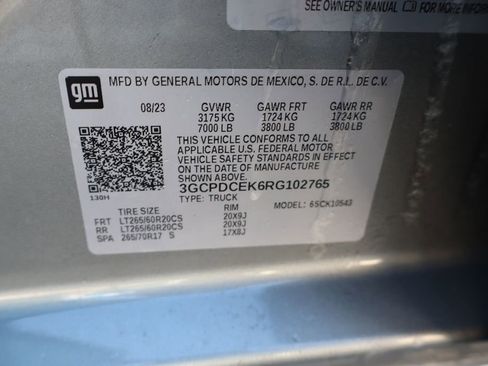 SEE OWNER'S MANUAL FOR MORE INFOR
gm
MFD BY GENERAL MOTORS DE MEXICO, S. DE R.L. DE C.V.
08/23 GVWR GAWR FRT GAWR RR
3175 KG 1724 KG 1724 KG
7000 LB 3800 LB 3800 LB
THIS VEHICLE CONFORMS TO ALL
APPLICABLE U.S. FEDERAL MOTOR
VEHICLE SAFETY STANDARDS IN EFFECT ON
THE DATE OF MANUFACTURE SHOWN ABOVE.
3GCPDCEK6RG102765
130H TYPE: TRUCK MODEL: 6SCK10543
TIRE SIZE RIM
FRT LT265/60R20CS 20X9J
RR LT265/60R20CS 20X9J
SPA 265/70R17 S 17X8J